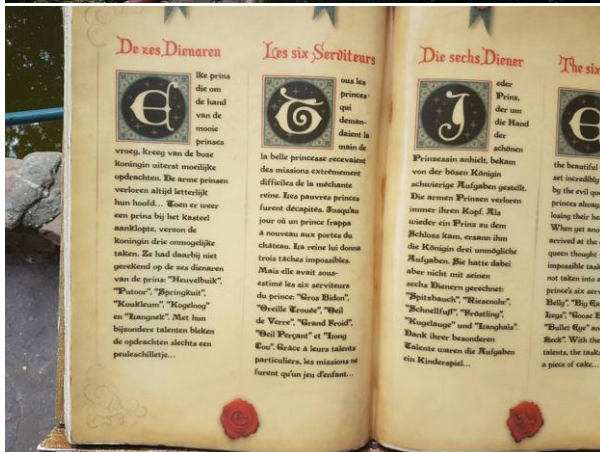 De zes Dienaren
Elke prins
die om
de hand
van de
mooie
prinses
vroeg, kreeg van de boze
koningin uiterst moeilijke
opdrachten. De arme prinsen
verloren altijd letterlijk
hun hoofd... Toen er weer
een prins bij het kasteel
aanklopte, verzon de
koningin drie onmogelijke
taken. Ze had daarbij niet
gerekend op de zes dienaren
van de prins: "Heuvelbuik",
"Putoor", "Springkuit",
"Koukleum", "Kogeloog"
en "Langnek". Met hun
bijzondere talenten bleken
de opdrachten slechts een
peuleschilletje...
Les six Serviteurs
Tous les
princes
qui
deman-
daient la
main de
la belle princesse recevaient
des missions extrêmement
difficiles de la méchante
reine. Les pauvres princes
furent décapités. Jusqu'au
jour où un prince frappa
à nouveau aux portes du
château. La reine lui donna
trois tâches impossibles.
Mais elle avait sous-
estimé les six serviteurs
du prince: "Gros Bidon",
"Oreille Trouée", "Oeil
de Verre", "Grand Froid",
"Oeil Perçant" et "Long
Cou". Grâce à leurs talents
particuliers, les missions ne
furent qu'un jeu d'enfant...
Die sechs Diener
Jeder
Prinz,
der um
die Hand
der
schönen
Prinzessin anhielt, bekam
von der bösen Königin
schwierige Aufgaben gestellt.
Die armen Prinzen verloren
immer ihren Kopf. Als
wieder ein Prinz zu dem
Schloss kam, ersann ihm
die Königin drei unmögliche
Aufgaben. Sie hatte dabei
aber nicht mit seinen
sechs Dienern gerechnet:
"Spitzbauch", "Riesenohr",
"Schnellfuß", "Fröstling",
"Kugelauge" und "Langhals".
Dank ihrer besonderen
Talente waren die Aufgaben
ein Kinderspiel...
The six
E
the beautiful
set incredibly
by the evil qu
princes alway
losing their he
When yet ano
arrived at the
queen thought
impossible task
not taken into a
prince's six serv
Belly", "Big Ea
Legs", "Goose B
"Bullet Eye" and
Neck". With the
talents, the task
a piece of cake...